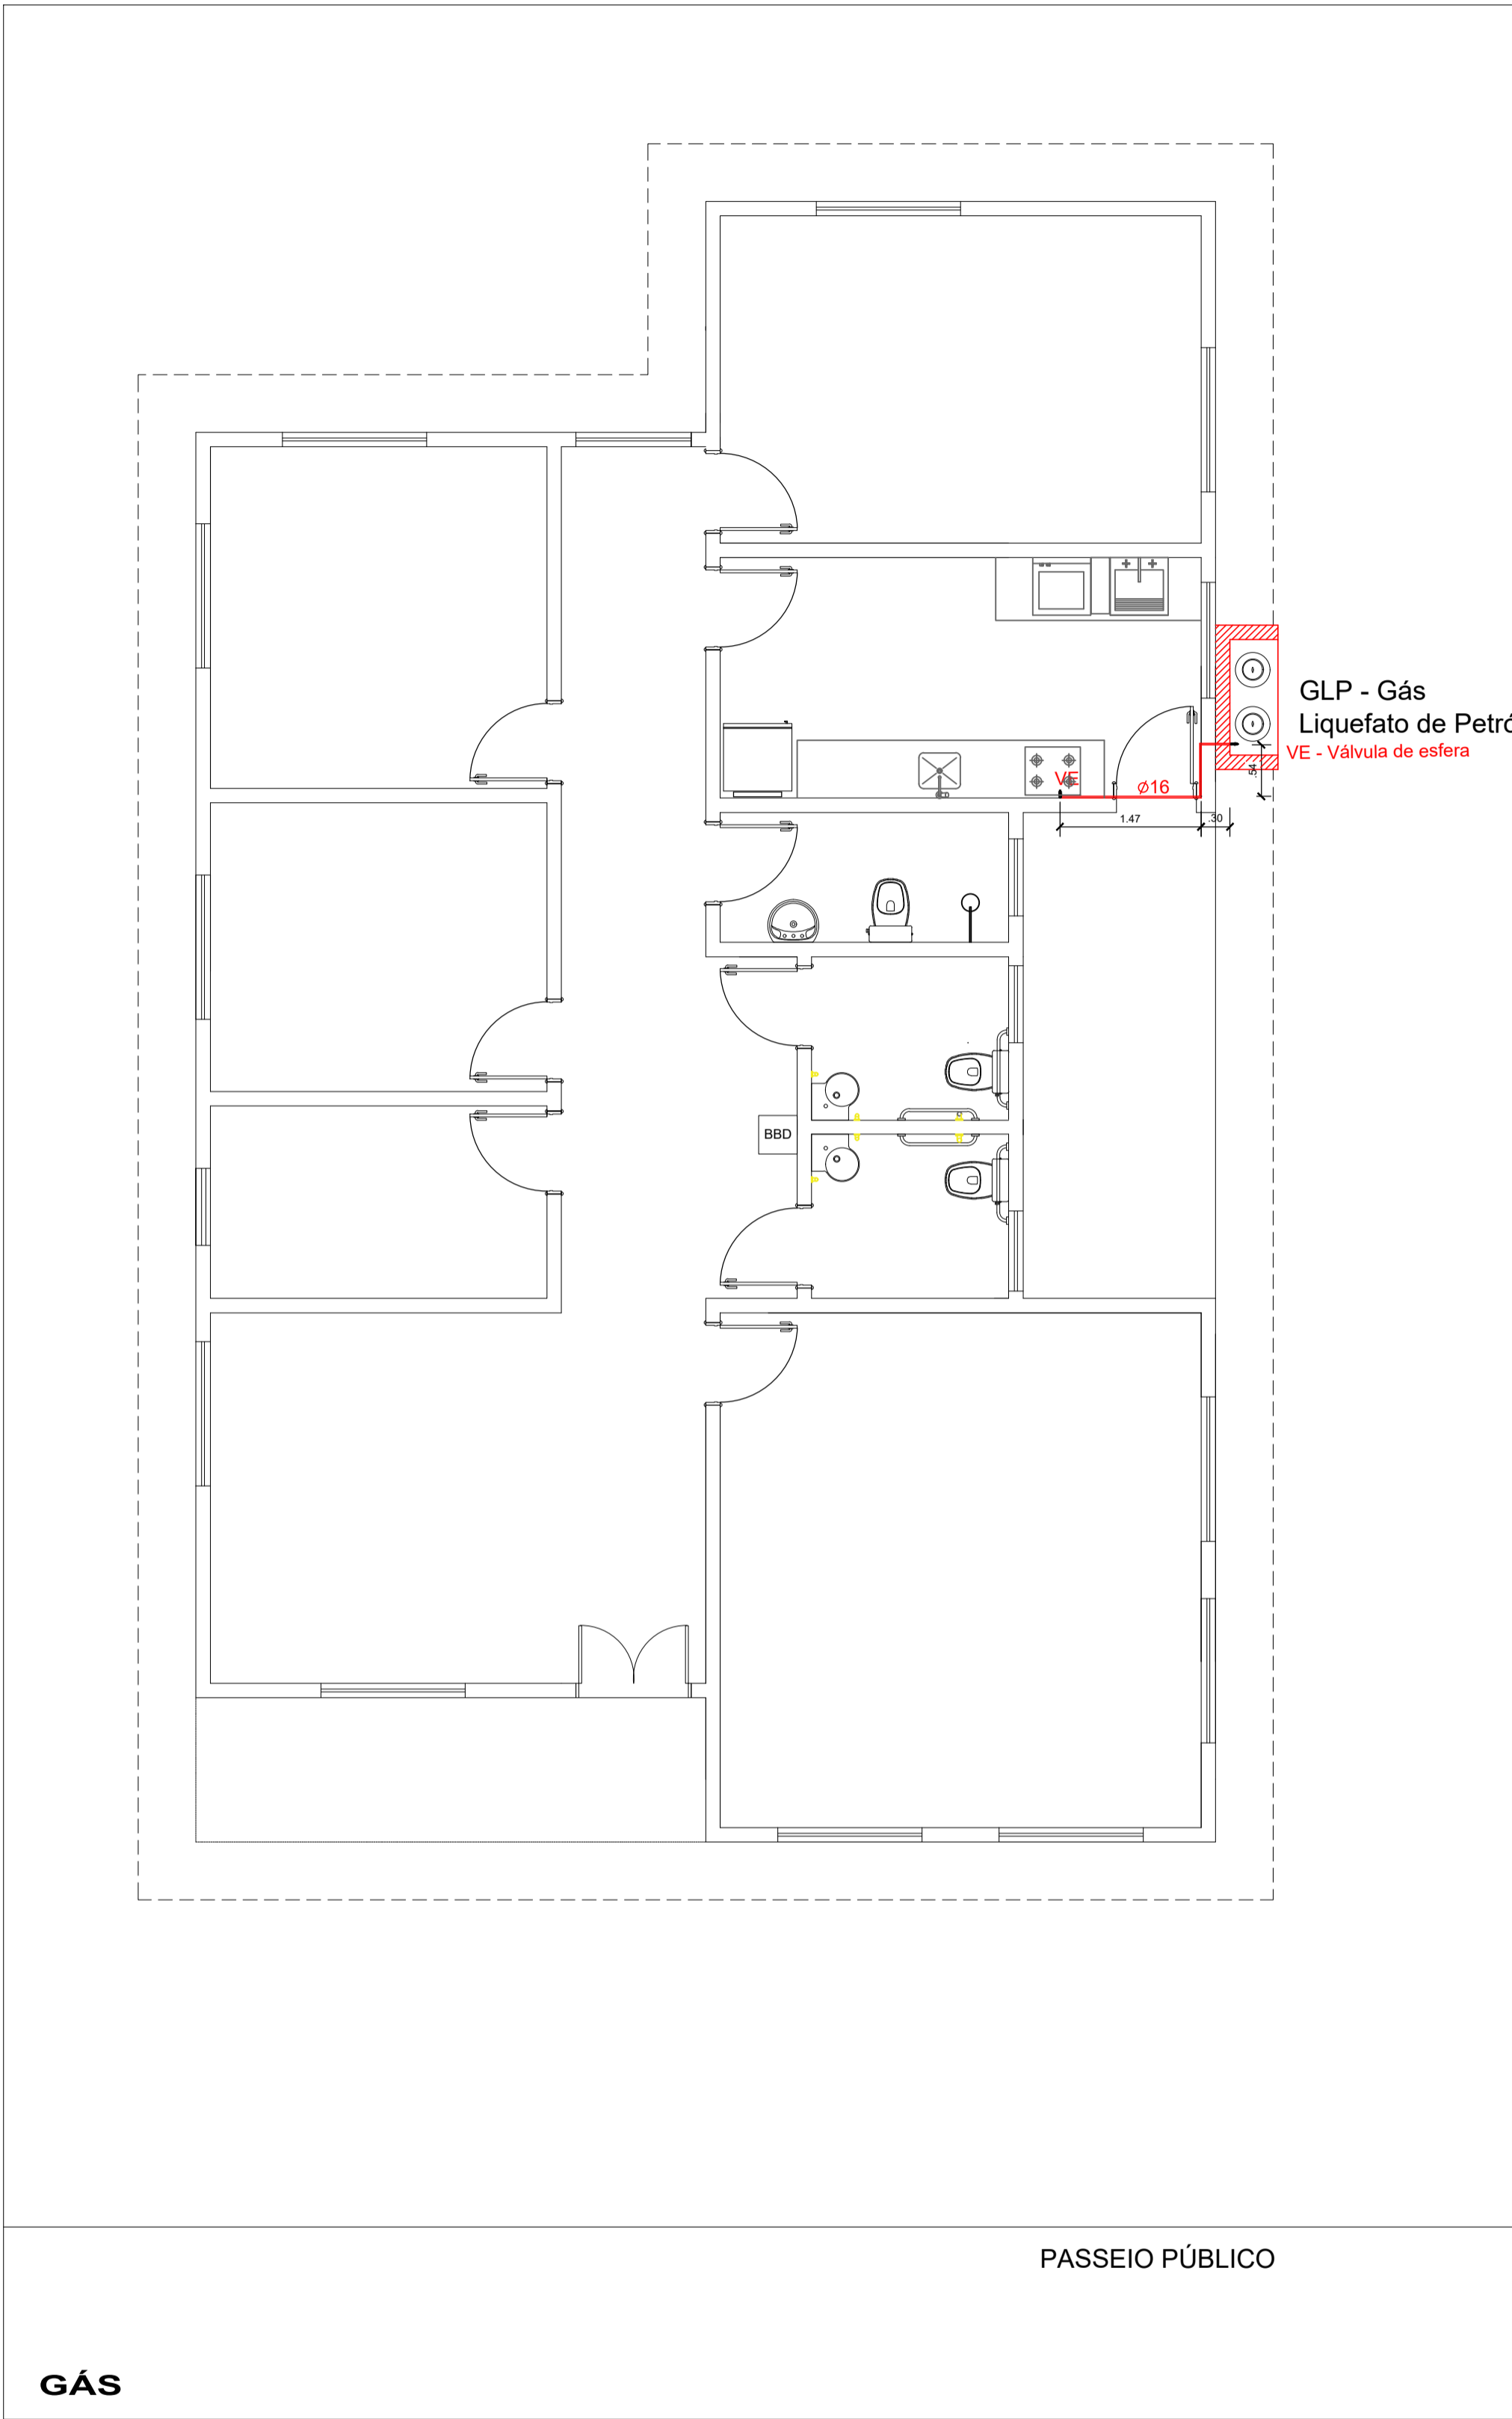 GLP - Gás
Liquefato de Petró
VE - Válvula de esfera
VE
Ø16
.54
1.47
.30
BBD
PASSEIO PÚBLICO
GÁS